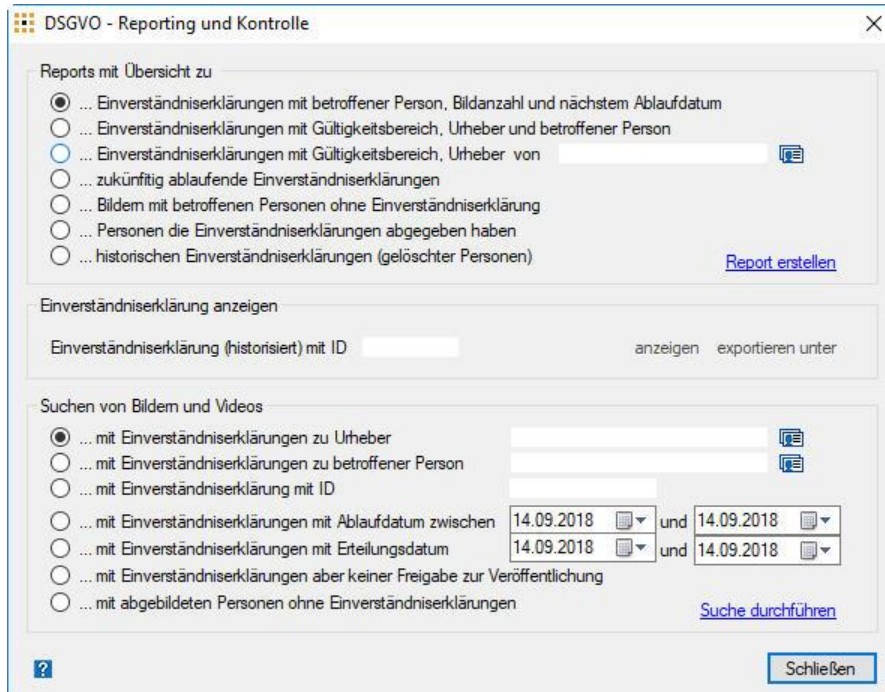 DSGVO - Reporting und Kontrolle
Reports mit Übersicht zu
... Einverständniserklärungen mit betroffener Person, Bildanzahl und nächstem Ablaufdatum
... Einverständniserklärungen mit Gültigkeitsbereich, Urheber und betroffener Person
... Einverständniserklärungen mit Gültigkeitsbereich, Urheber von
... zukünftig ablaufende Einverständniserklärungen
... Bildern mit betroffenen Personen ohne Einverständniserklärung
... Personen die Einverständniserklärungen abgegeben haben
... historischen Einverständniserklärungen (gelöschter Personen)
Report erstellen
Einverständniserklärung anzeigen
Einverständniserklärung (historisiert) mit ID anzeigen exportieren unter
Suchen von Bildern und Videos
... mit Einverständniserklärungen zu Urheber
... mit Einverständniserklärungen zu betroffener Person
... mit Einverständniserklärung mit ID
... mit Einverständniserklärungen mit Ablaufdatum zwischen 14.09.2018 und 14.09.2018
... mit Einverständniserklärungen mit Erteilungsdatum 14.09.2018 und 14.09.2018
... mit Einverständniserklärungen aber keiner Freigabe zur Veröffentlichung
... mit abgebildeten Personen ohne Einverständniserklärungen
Suche durchführen
? Schließen